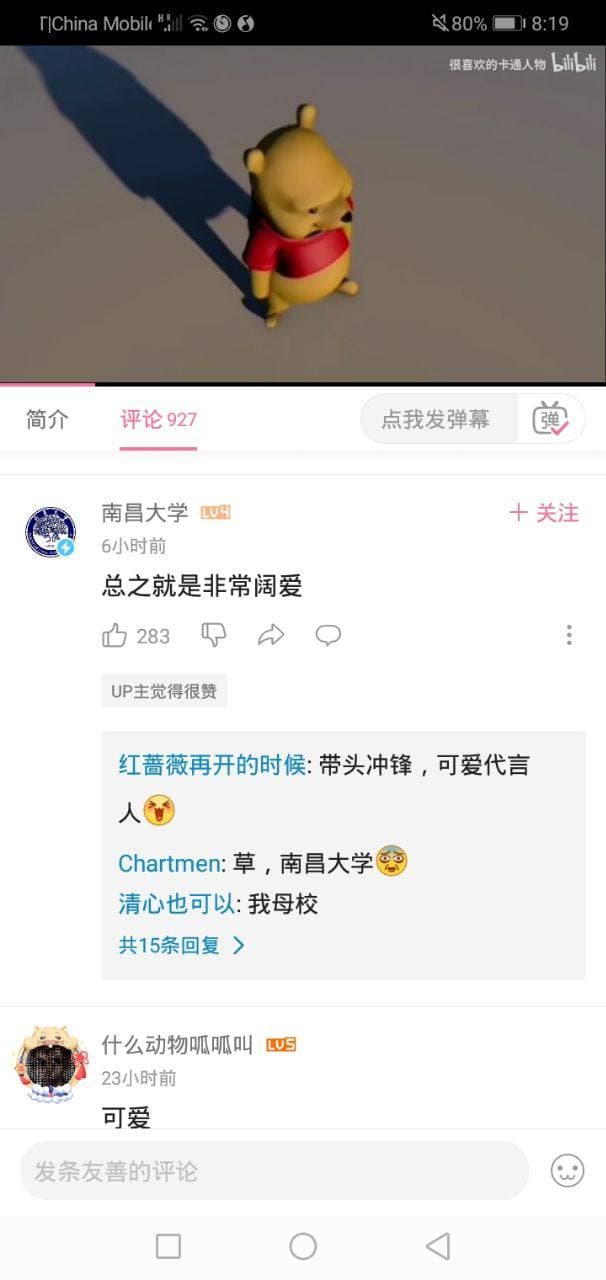 China Mobile
HR
80%
8:19
很喜欢的卡通人物 bilibili
简介
评论 927
点我发弹幕
弹
南昌大学 LV4
+ 关注
6小时前
总之就是非常阔爱
283
UP主觉得很赞
红蔷薇再开的时候: 带头冲锋，可爱代言
人
Chartmen: 草，南昌大学
清心也可以: 我母校
共15条回复
什么动物呱呱叫 LV5
23小时前
可爱
发条友善的评论